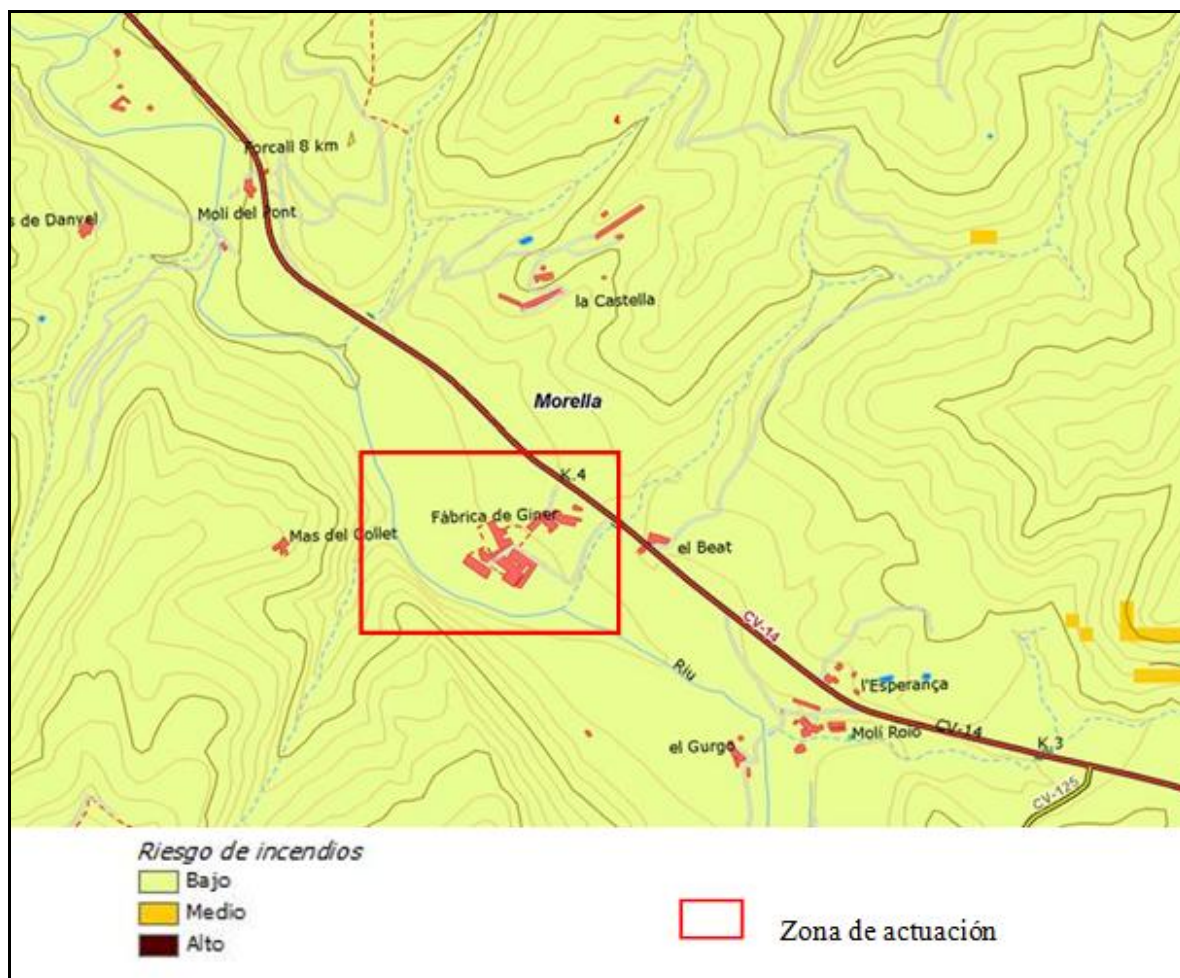 Forcall 8 km
Molí del Pont
s de Danyel
la Castella
Morella
K.4
Fábrica de Giner
Mas del Collet
el Beat
CV-14
Riu
l'Esperança
CV-14
el Gurgo
Molí Roio
K.3
CV-125
Riesgo de incendios
Bajo
Medio
Alto
Zona de actuación